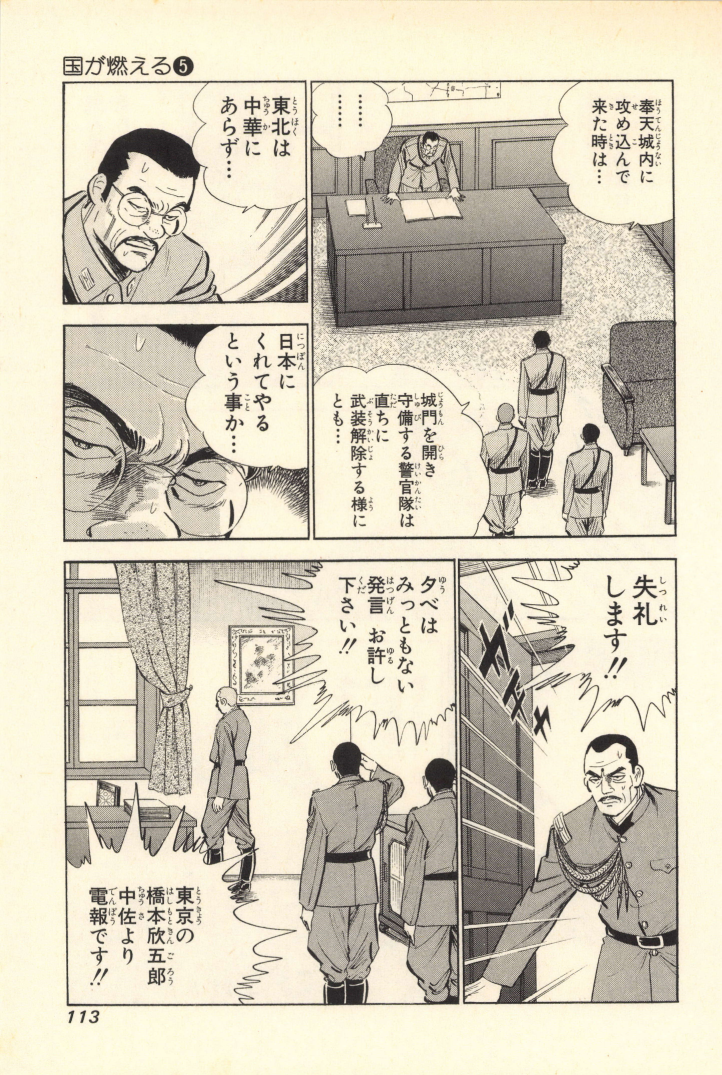 国が燃える5
奉天城内に
攻め込んで
来た時は…
………
………
城門を開き
守備する警官隊は
直ちに
武装解除する様に
とも…
東北は
中華に
あらず…
日本に
くれてやる
という事か…
失礼
します!!
ダダダッ
夕べは
みっともない
発言 お許し
下さい!!
東京の
橋本欣五郎
中佐より
電報です!!
113